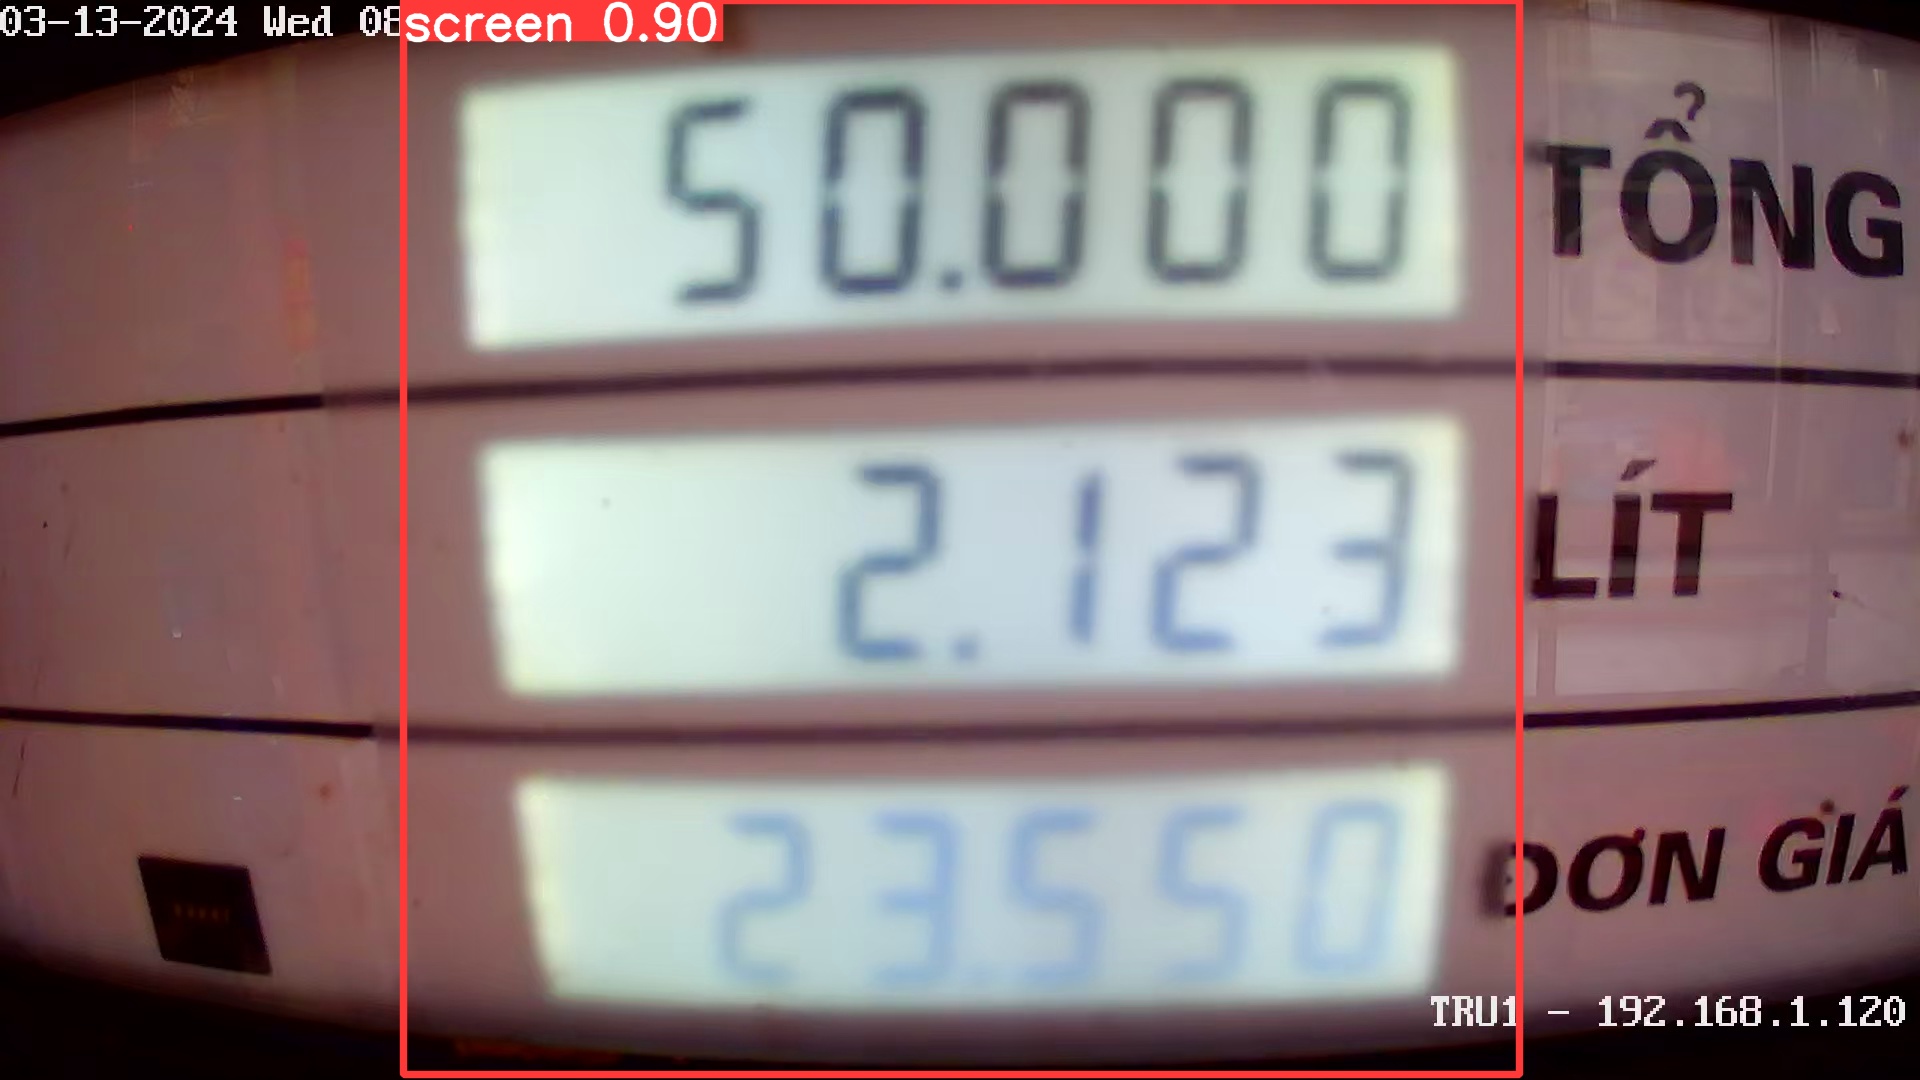 03-13-2024 Wed 08
screen 0.90
50.000
TỔNG
2.123
LÍT
23.550
ĐƠN GIÁ
TRU1 - 192.168.1.120